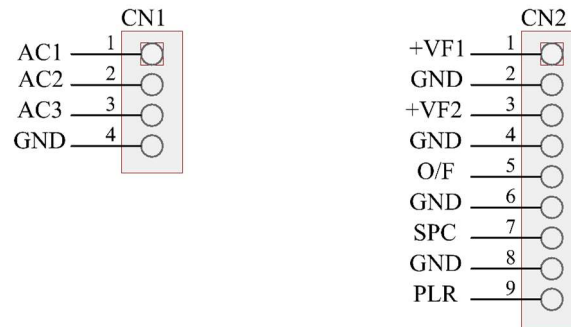 CN1
AC1 1
AC2 2
AC3 3
GND 4
CN2
+VF1 1
GND 2
+VF2 3
GND 4
O/F 5
GND 6
SPC 7
GND 8
PLR 9